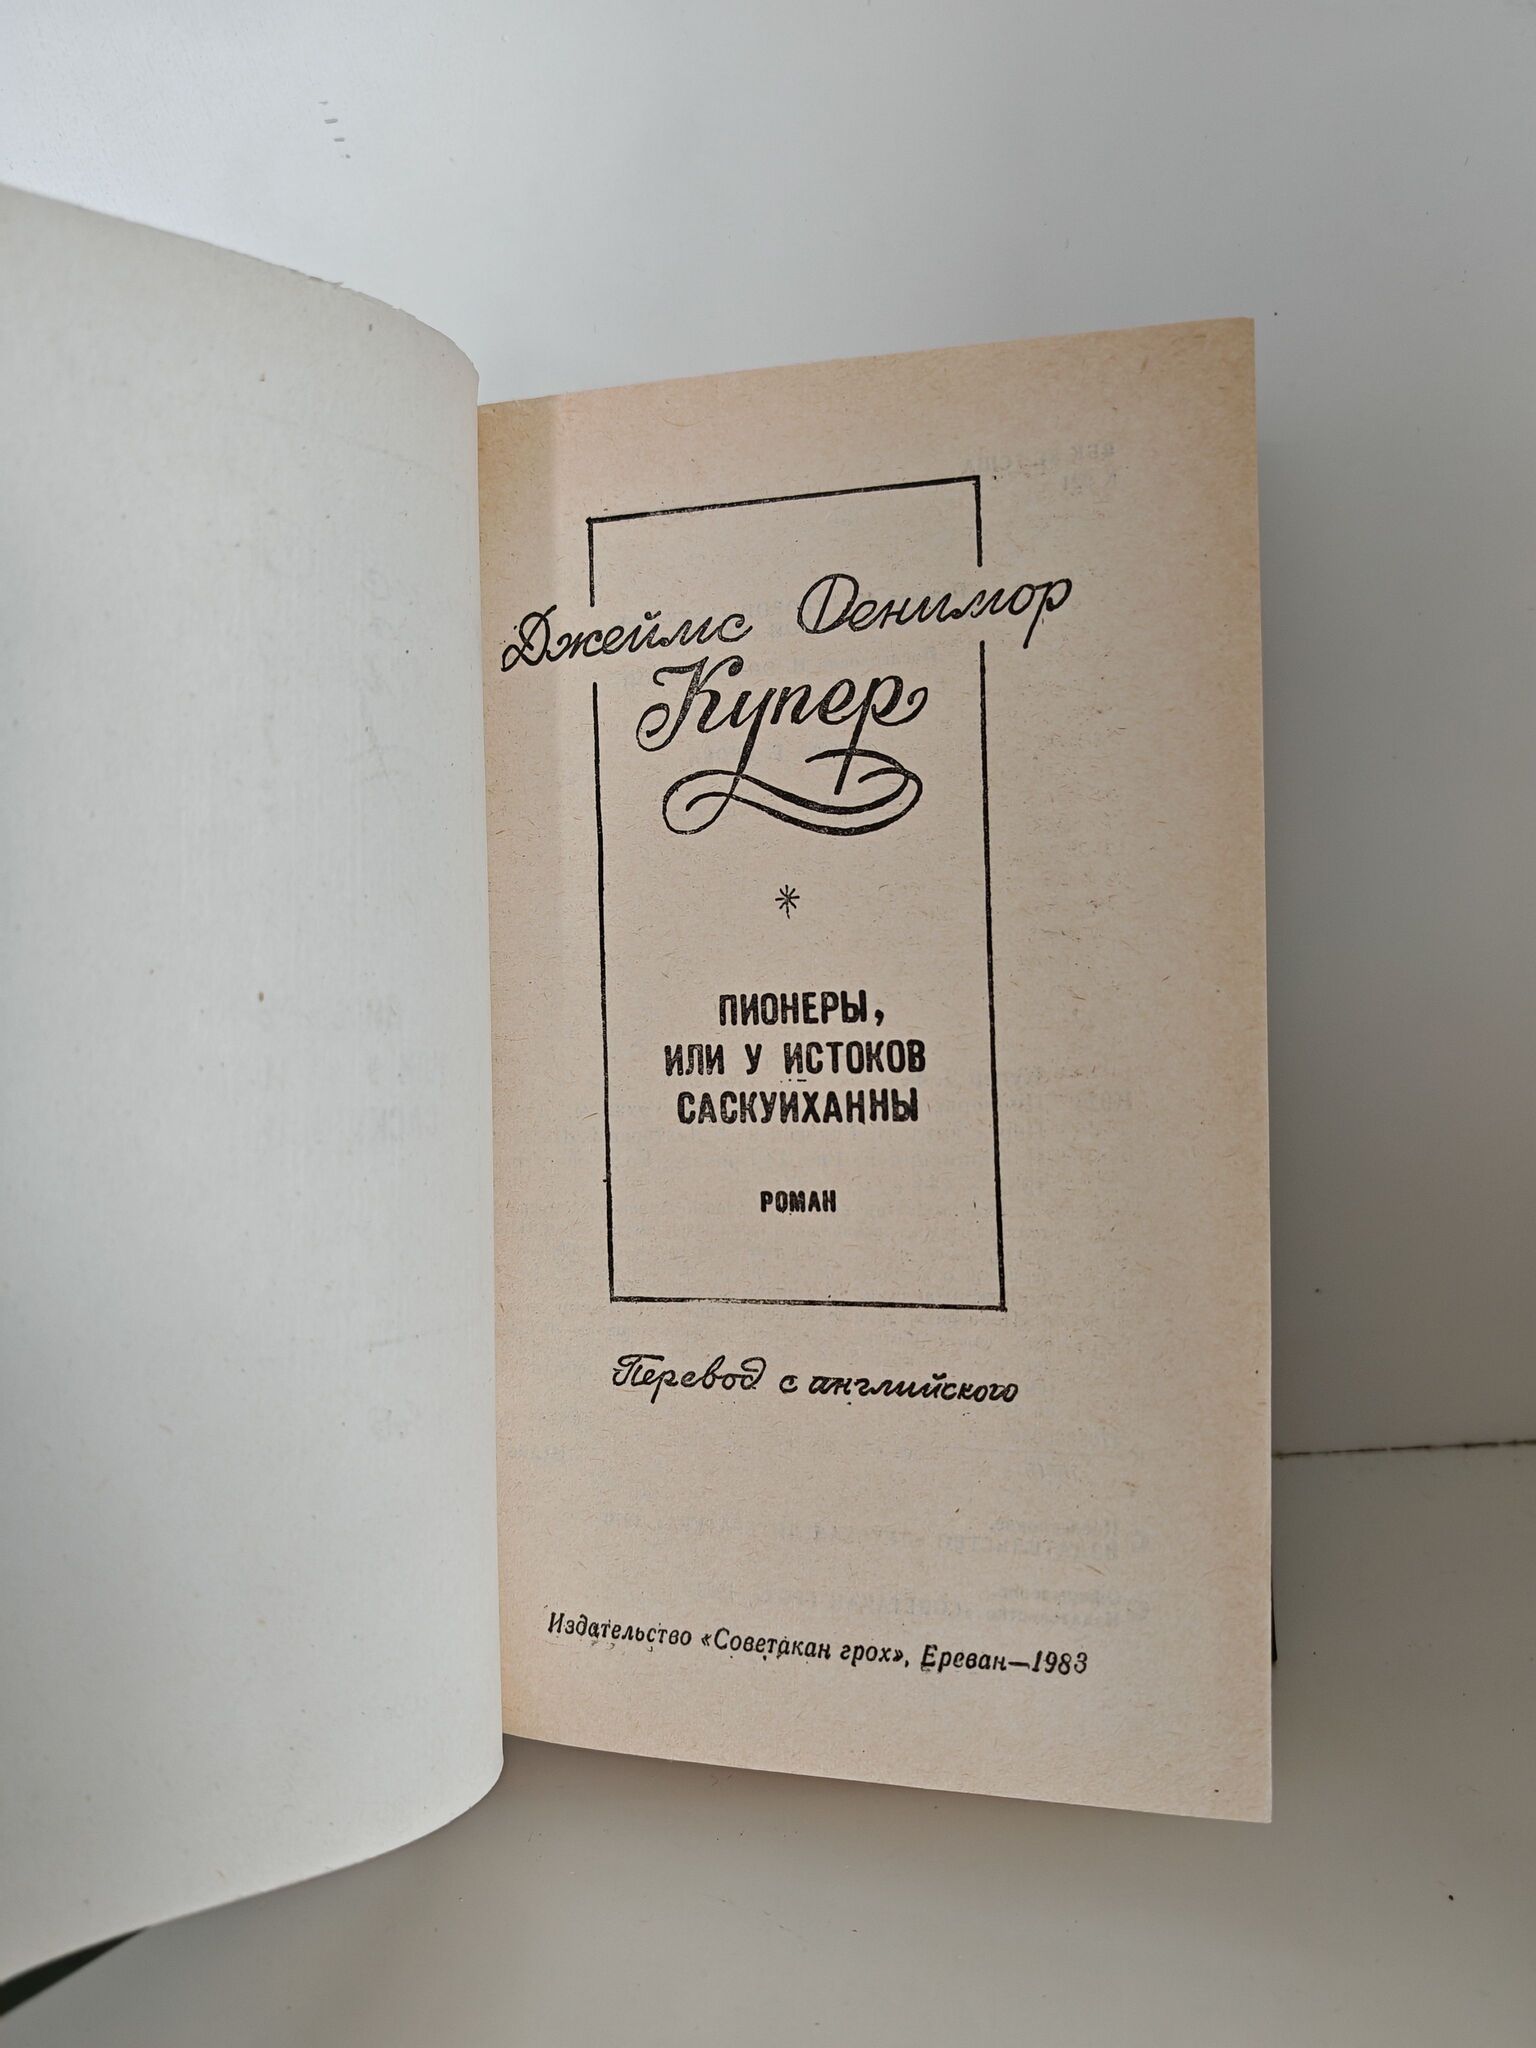 Джеймс Фенимор
Купер
*
ПИОНЕРЫ,
ИЛИ У ИСТОКОВ
САСКУИХАННЫ
РОМАН
Перевод с английского
Издательство «Советакан грох», Ереван—1983